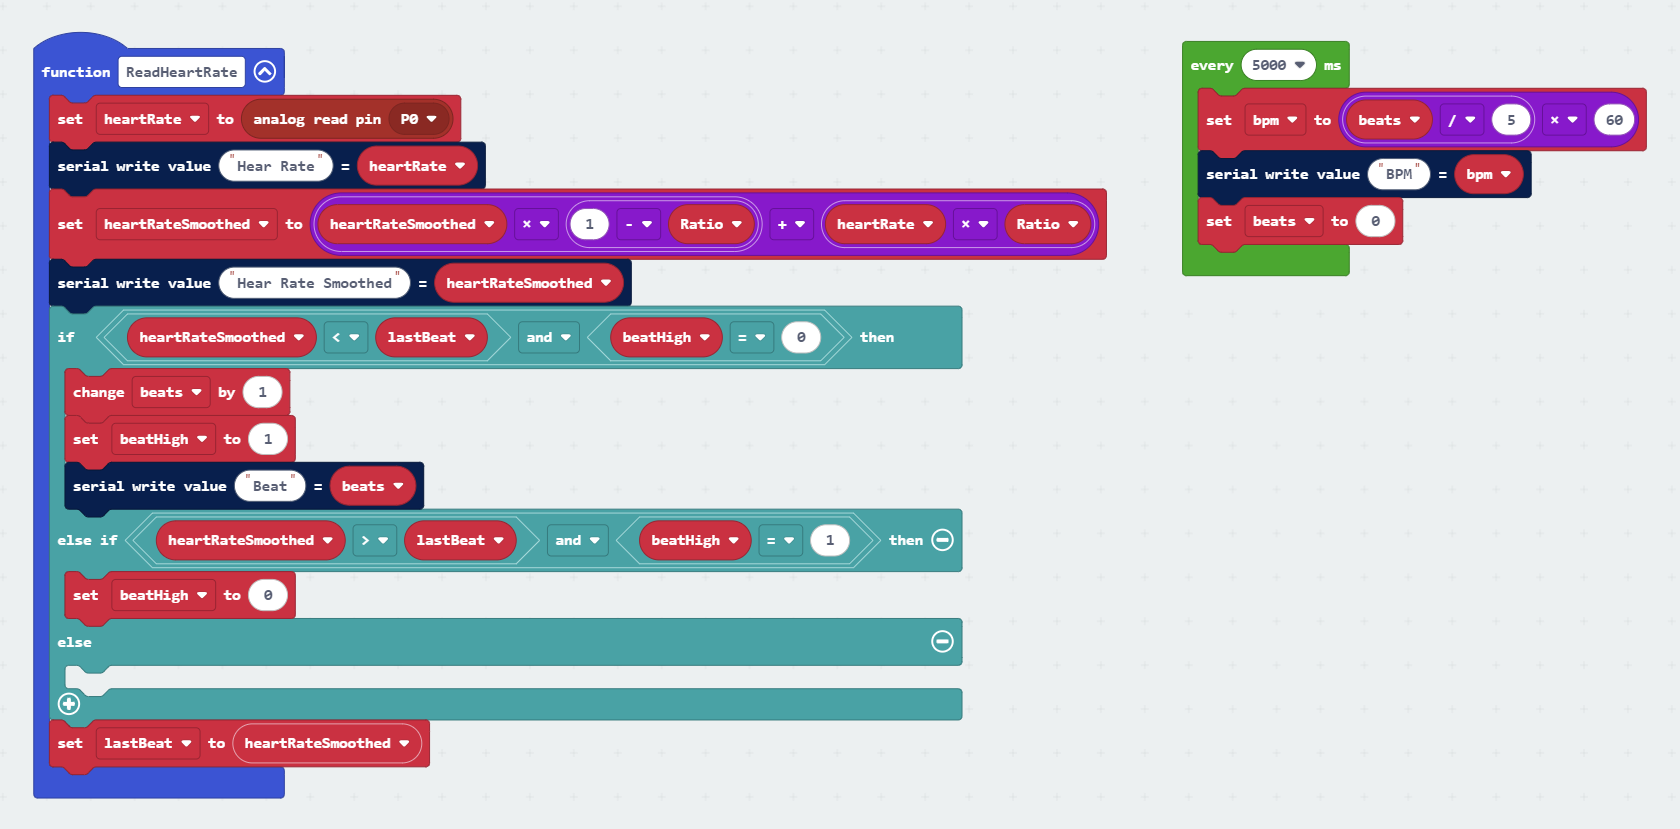 function ReadHeartRate
set heartRate to analog read pin P0
serial write value "Hear Rate" = heartRate
set heartRateSmoothed to heartRateSmoothed × 1 - Ratio + heartRate × Ratio
serial write value "Hear Rate Smoothed" = heartRateSmoothed
if heartRateSmoothed < lastBeat and beatHigh = 0 then
change beats by 1
set beatHigh to 1
serial write value "Beat" = beats
else if heartRateSmoothed > lastBeat and beatHigh = 1 then
set beatHigh to 0
else
set lastBeat to heartRateSmoothed
every 5000 ms
set bpm to beats / 5 × 60
serial write value "BPM" = bpm
set beats to 0